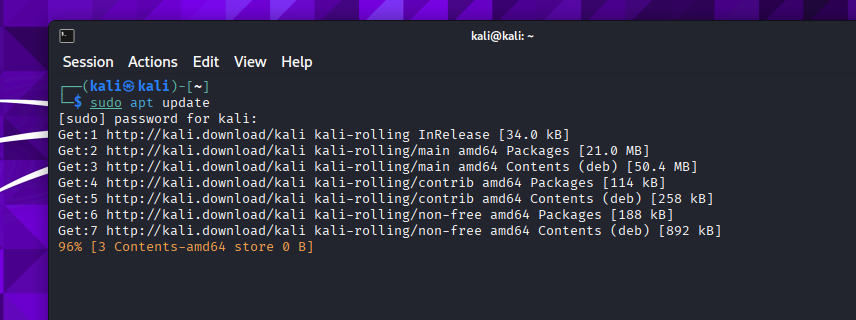 kali@kali: ~
Session Actions Edit View Help
┌──(kali㉿kali)-[~]
└─$ sudo apt update
[sudo] password for kali:
Get:1 http://kali.download/kali kali-rolling InRelease [34.0 kB]
Get:2 http://kali.download/kali kali-rolling/main amd64 Packages [21.0 MB]
Get:3 http://kali.download/kali kali-rolling/main amd64 Contents (deb) [50.4 MB]
Get:4 http://kali.download/kali kali-rolling/contrib amd64 Packages [114 kB]
Get:5 http://kali.download/kali kali-rolling/contrib amd64 Contents (deb) [258 kB]
Get:6 http://kali.download/kali kali-rolling/non-free amd64 Packages [188 kB]
Get:7 http://kali.download/kali kali-rolling/non-free amd64 Contents (deb) [892 kB]
96% [3 Contents-amd64 store 0 B]